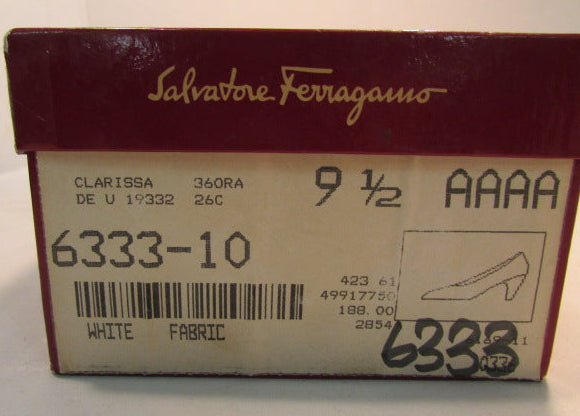 Salvatore Ferragamo
CLARISSA 360RA 9 ½ AAAA
DE U 19332 26C
6333-10
423 61
49917750
188.00
2854
WHITE FABRIC
6333